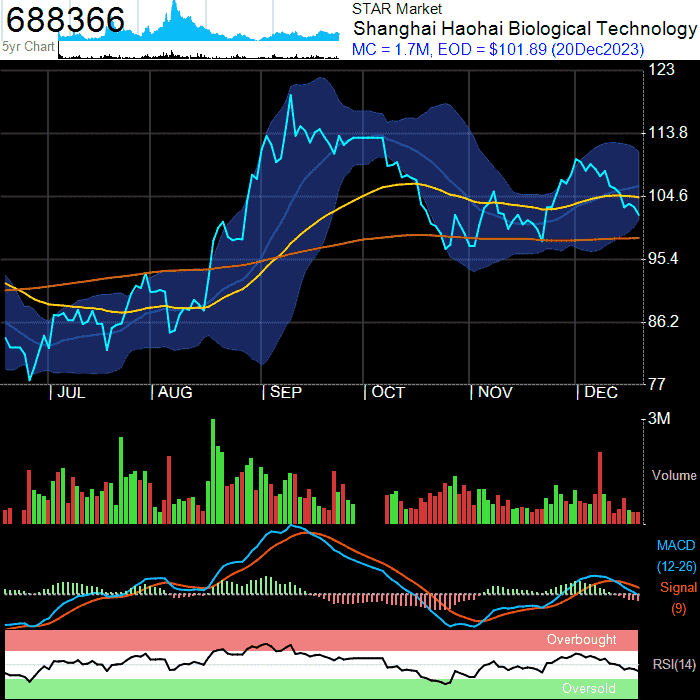 688366
5yr Chart
STAR Market
Shanghai Haohai Biological Technology
MC = 1.7M, EOD = $101.89 (20Dec2023)
123
113.8
104.6
95.4
86.2
77
JUL AUG SEP OCT NOV DEC
3M
Volume
MACD
(12-26)
Signal
(9)
Overbought
RSI(14)
Oversold